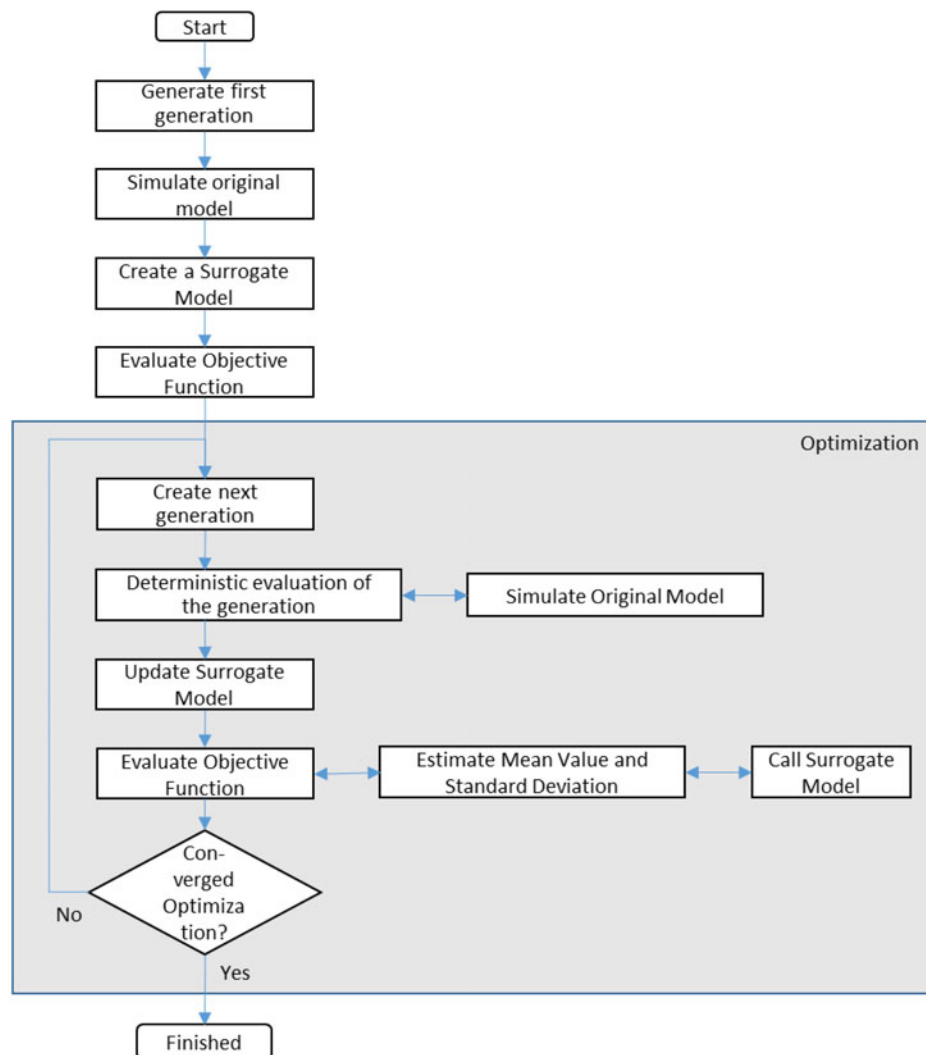 Start
Generate first
generation
Simulate original
model
Create a Surrogate
Model
Evaluate Objective
Function
Optimization
Create next
generation
Deterministic evaluation of
the generation
Simulate Original Model
Update Surrogate
Model
Evaluate Objective
Function
Estimate Mean Value and
Standard Deviation
Call Surrogate
Model
Con-
verged
Optimiza
tion?
No
Yes
Finished